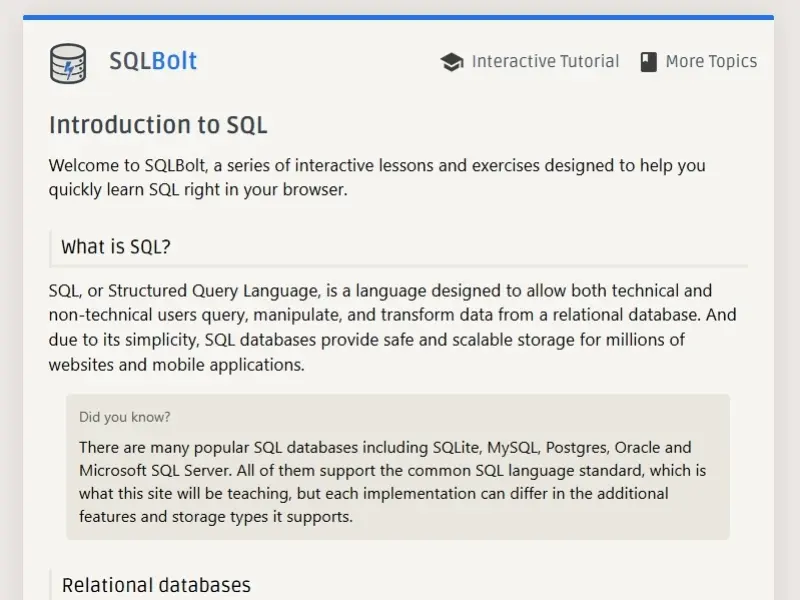 SQLBolt
Interactive Tutorial
More Topics
Introduction to SQL
Welcome to SQLBolt, a series of interactive lessons and exercises designed to help you
quickly learn SQL right in your browser.
What is SQL?
SQL, or Structured Query Language, is a language designed to allow both technical and
non-technical users query, manipulate, and transform data from a relational database. And
due to its simplicity, SQL databases provide safe and scalable storage for millions of
websites and mobile applications.
Did you know?
There are many popular SQL databases including SQLite, MySQL, Postgres, Oracle and
Microsoft SQL Server. All of them support the common SQL language standard, which is
what this site will be teaching, but each implementation can differ in the additional
features and storage types it supports.
Relational databases